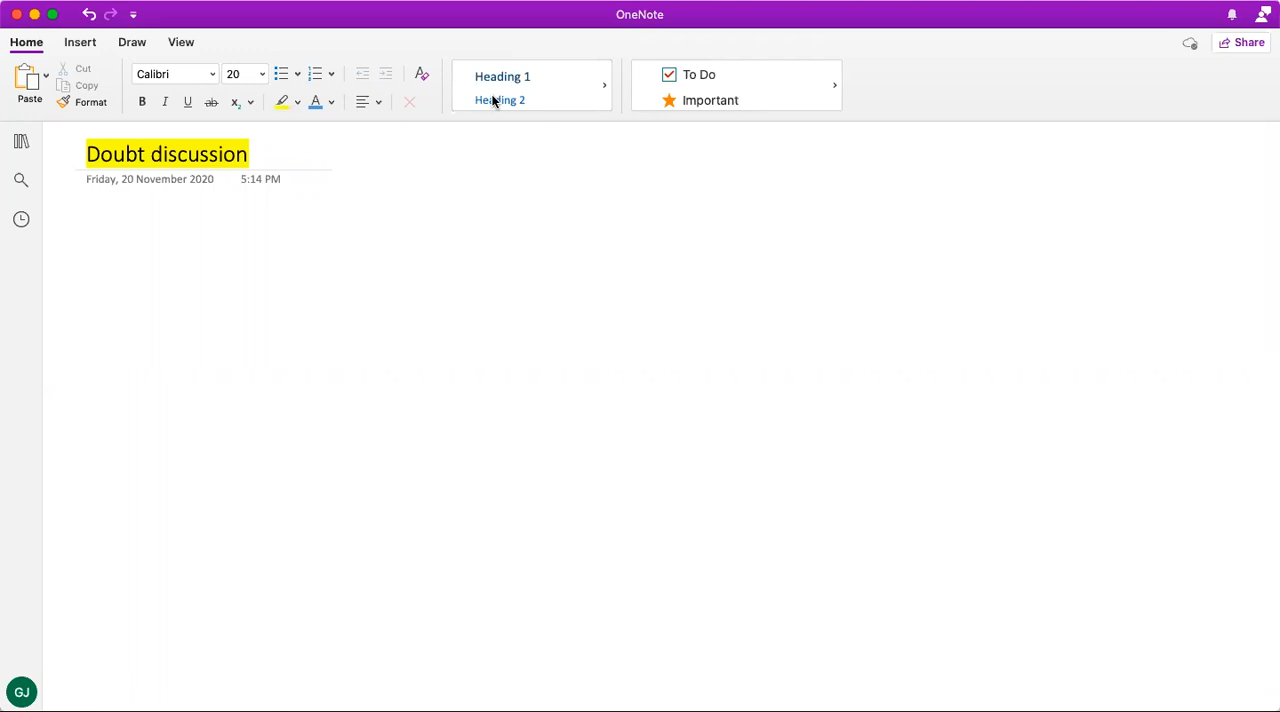 OneNote
Home Insert Draw View Share
Paste Cut Copy Format
Calibri 20
Heading 1
Heading 2
To Do
Important
Doubt discussion
Friday, 20 November 2020 5:14 PM
GJ